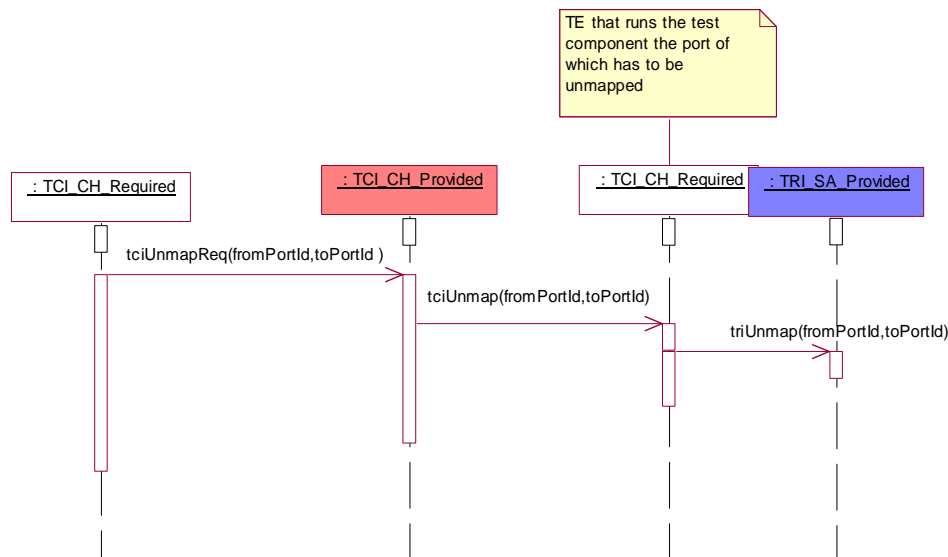 TE that runs the test
component the port of
which has to be
unmapped
: TCI_CH_Required
: TCI_CH_Provided
: TCI_CH_Required
: TRI_SA_Provided
tciUnmapReq(fromPortId,toPortId )
tciUnmap(fromPortId,toPortId)
triUnmap(fromPortId,toPortId)